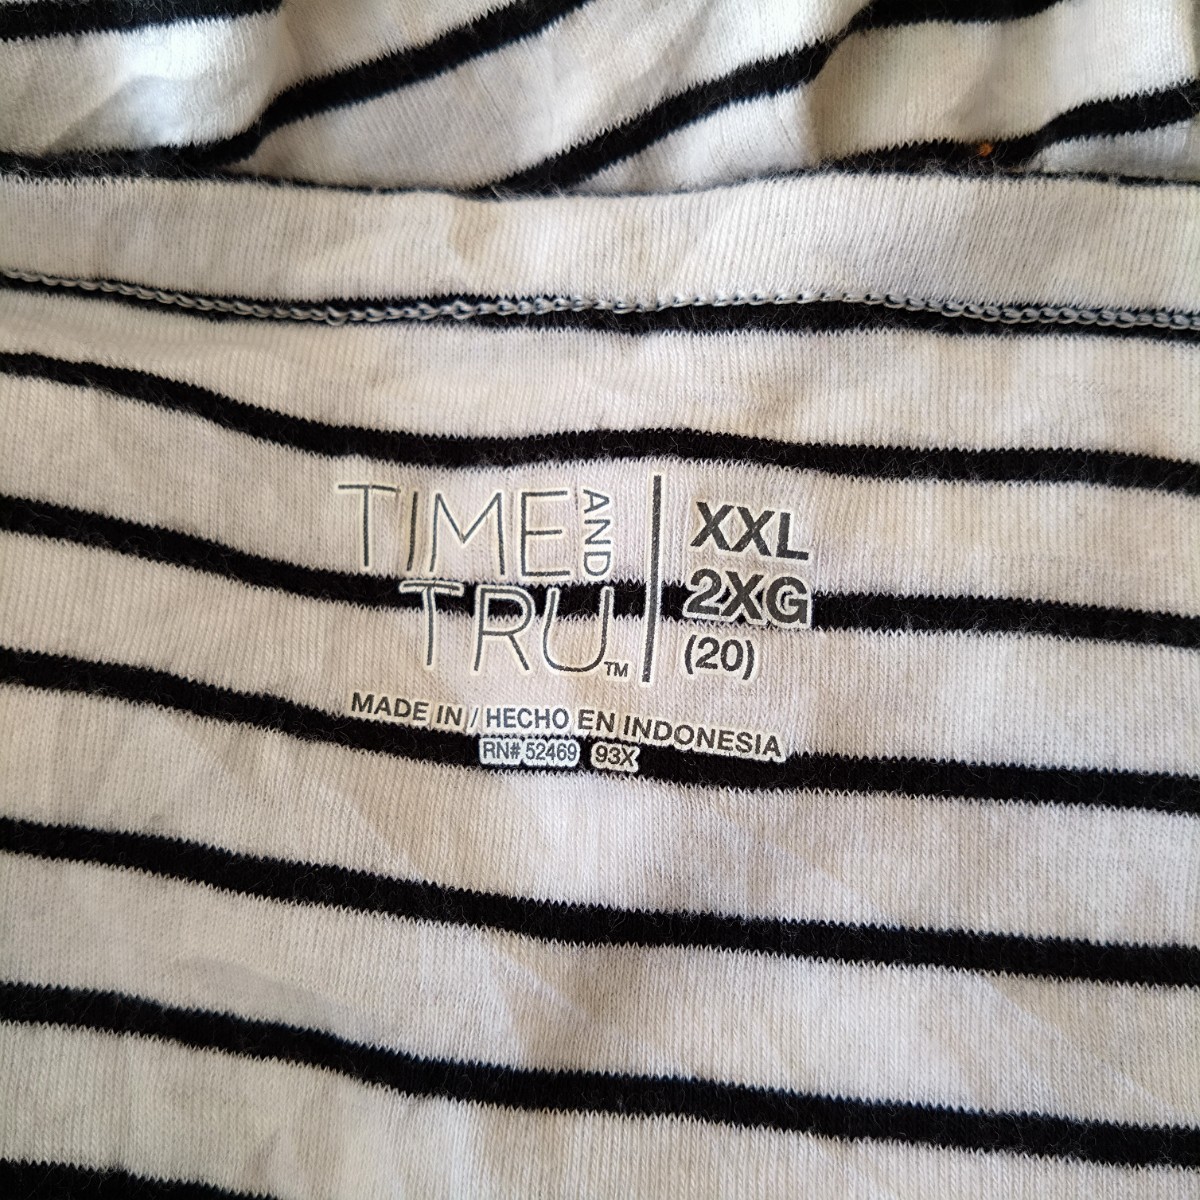 TIME AND
TRU™
XXL
2XG
(20)
MADE IN / HECHO EN INDONESIA
RN# 52469 93X